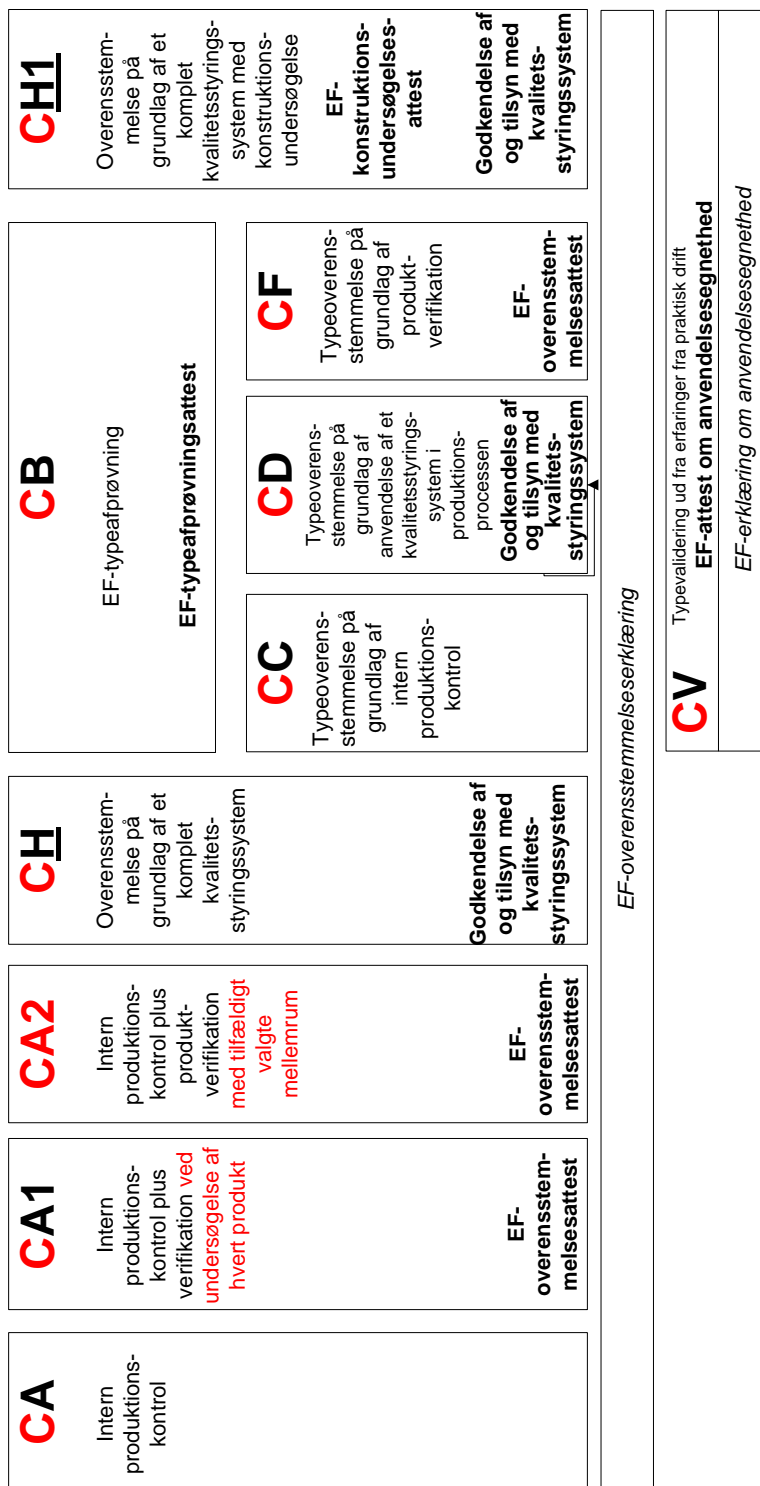 CA
Intern
produktions-
kontrol
CA1
Intern
produktions-
kontrol plus
verifikation ved
undersøgelse af
hvert produkt
EF-
overensstem-
melsesattest
CA2
Intern
produktions-
kontrol plus
produkt-
verifikation
med tilfældigt
valgte
mellemrum
EF-
overensstem-
melsesattest
CH
Overensstem-
melse på
grundlag af et
komplet
kvalitets-
styringssystem
Godkendelse af
og tilsyn med
kvalitets-
styringssystem
CB
EF-typeafprøvning
EF-typeafprøvningsattest
CC
Typeoverens-
stemmelse på
grundlag af
intern
produktions-
kontrol
CD
Typeoverens-
stemmelse på
grundlag af
anvendelse af et
kvalitetsstyrings-
system i
produktions-
processen
Godkendelse af
og tilsyn med
kvalitets-
styringssystem
CF
Typeoverens-
stemmelse på
grundlag af
produkt-
verifikation
EF-
overensstem-
melsesattest
CH1
Overensstem-
melse på
grundlag af et
komplet
kvalitetsstyrings-
system med
konstruktions-
undersøgelse
EF-
konstruktions-
undersøgelses-
attest
Godkendelse af
og tilsyn med
kvalitets-
styringssystem
EF-overensstemmelseserklæring
CV
Typevalidering ud fra erfaringer fra praktisk drift
EF-attest om anvendelsesegnethed
EF-erklæring om anvendelsesegnethed